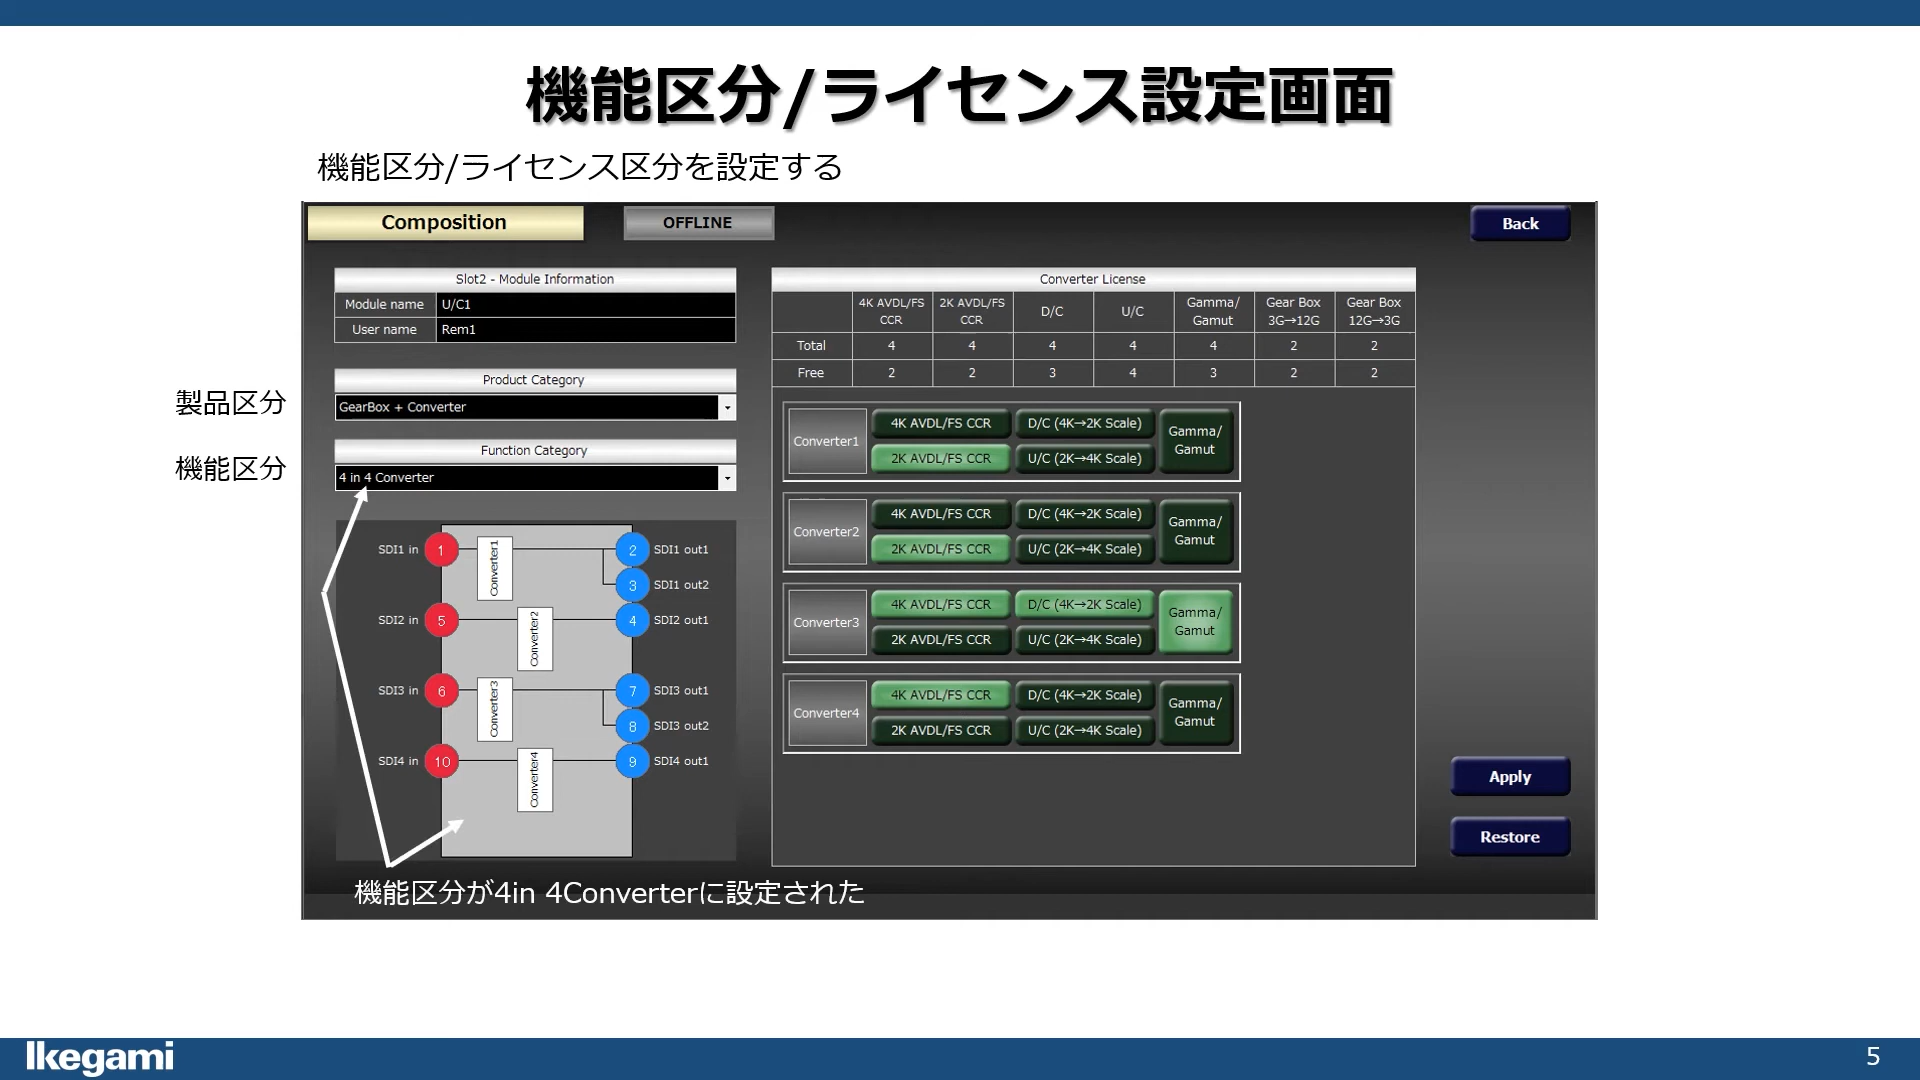 機能区分/ライセンス設定画面
機能区分/ライセンス区分を設定する
Composition
OFFLINE
Back
Slot2 - Module Information
Module name U/C1
User name Rem1
製品区分
Product Category
GearBox + Converter
機能区分
Function Category
4 in 4 Converter
SDI1 in 1 Converter1 2 SDI1 out1
3 SDI1 out2
SDI2 in 5 Converter2 4 SDI2 out1
SDI3 in 6 Converter3 7 SDI3 out1
8 SDI3 out2
SDI4 in 10 Converter4 9 SDI4 out1
機能区分が4in 4Converterに設定された
Converter License
4K AVDL/FS CCR 2K AVDL/FS CCR D/C U/C Gamma/Gamut Gear Box 3G→12G Gear Box 12G→3G
Total 4 4 4 4 4 2 2
Free 2 2 3 4 3 2 2
Converter1
4K AVDL/FS CCR D/C (4K→2K Scale) Gamma/Gamut
2K AVDL/FS CCR U/C (2K→4K Scale)
Converter2
4K AVDL/FS CCR D/C (4K→2K Scale) Gamma/Gamut
2K AVDL/FS CCR U/C (2K→4K Scale)
Converter3
4K AVDL/FS CCR D/C (4K→2K Scale) Gamma/Gamut
2K AVDL/FS CCR U/C (2K→4K Scale)
Converter4
4K AVDL/FS CCR D/C (4K→2K Scale) Gamma/Gamut
2K AVDL/FS CCR U/C (2K→4K Scale)
Apply
Restore
Ikegami
5